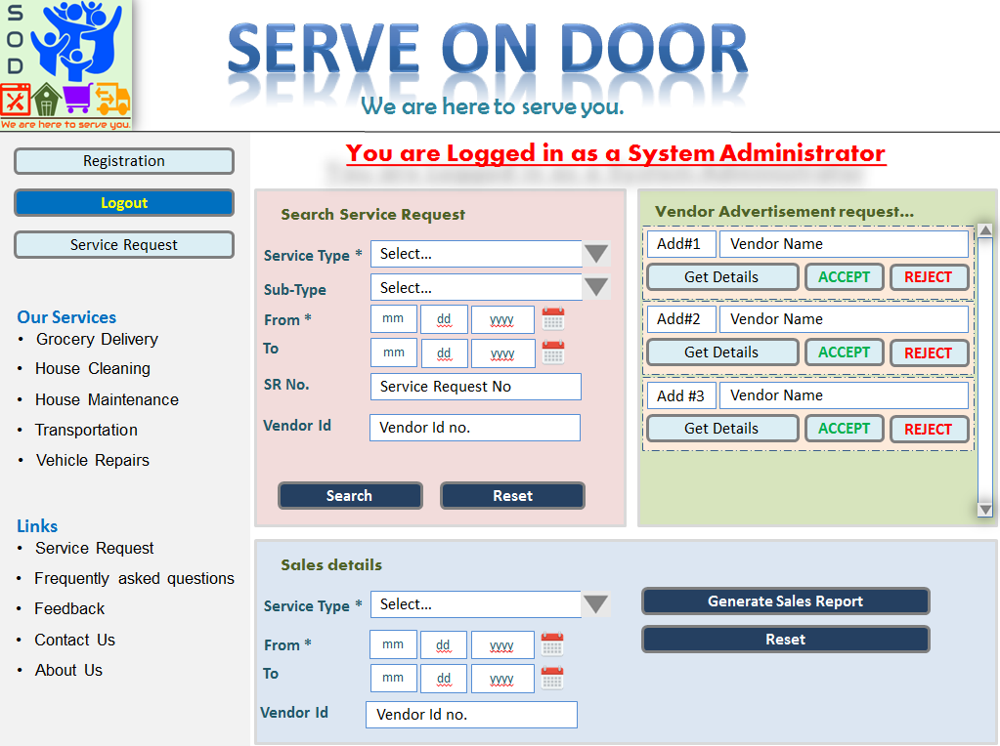 S
O
D
We are here to serve you.
SERVE ON DOOR
We are here to serve you.
You are Logged in as a System Administrator
Registration
Logout
Service Request
Our Services
• Grocery Delivery
• House Cleaning
• House Maintenance
• Transportation
• Vehicle Repairs
Links
• Service Request
• Frequently asked questions
• Feedback
• Contact Us
• About Us
Search Service Request
Service Type * Select...
Sub-Type Select...
From * mm dd yyyy
To mm dd yyyy
SR No. Service Request No
Vendor Id Vendor Id no.
Search Reset
Vendor Advertisement request...
Add#1 Vendor Name
Get Details ACCEPT REJECT
Add#2 Vendor Name
Get Details ACCEPT REJECT
Add #3 Vendor Name
Get Details ACCEPT REJECT
Sales details
Service Type * Select...
From * mm dd yyyy
To mm dd yyyy
Vendor Id Vendor Id no.
Generate Sales Report
Reset